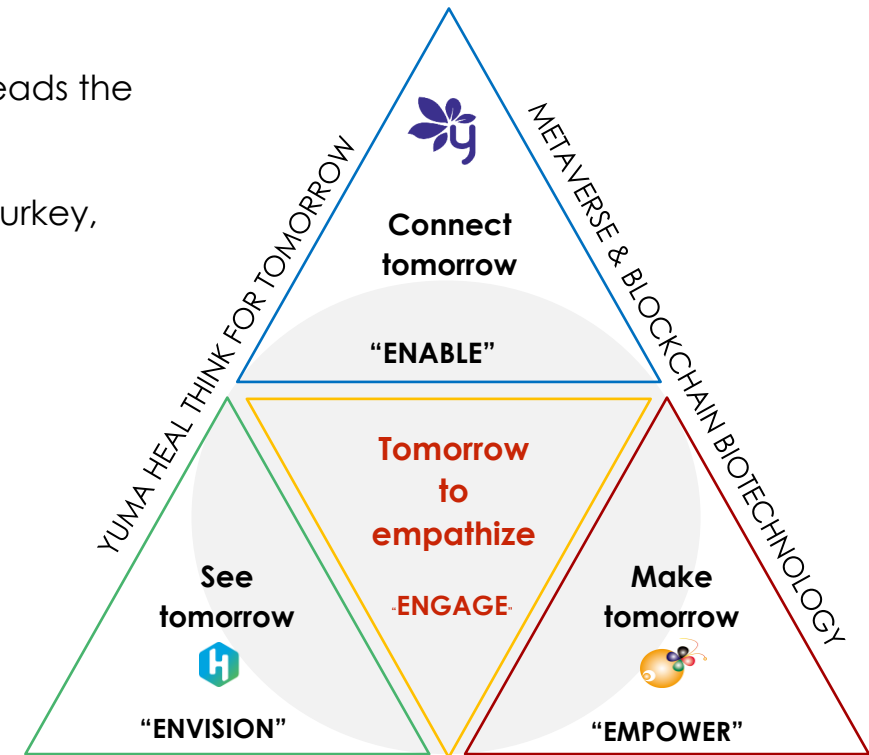 eads the
urkey,
y
Connect
tomorrow
“ENABLE”
YUMA HEAL THINK FOR TOMORROW
METAVERSE & BLOCKCHAIN BIOTECHNOLOGY
Tomorrow
to
empathize
“ENGAGE”
See
tomorrow
H
“ENVISION”
Make
tomorrow
“EMPOWER”